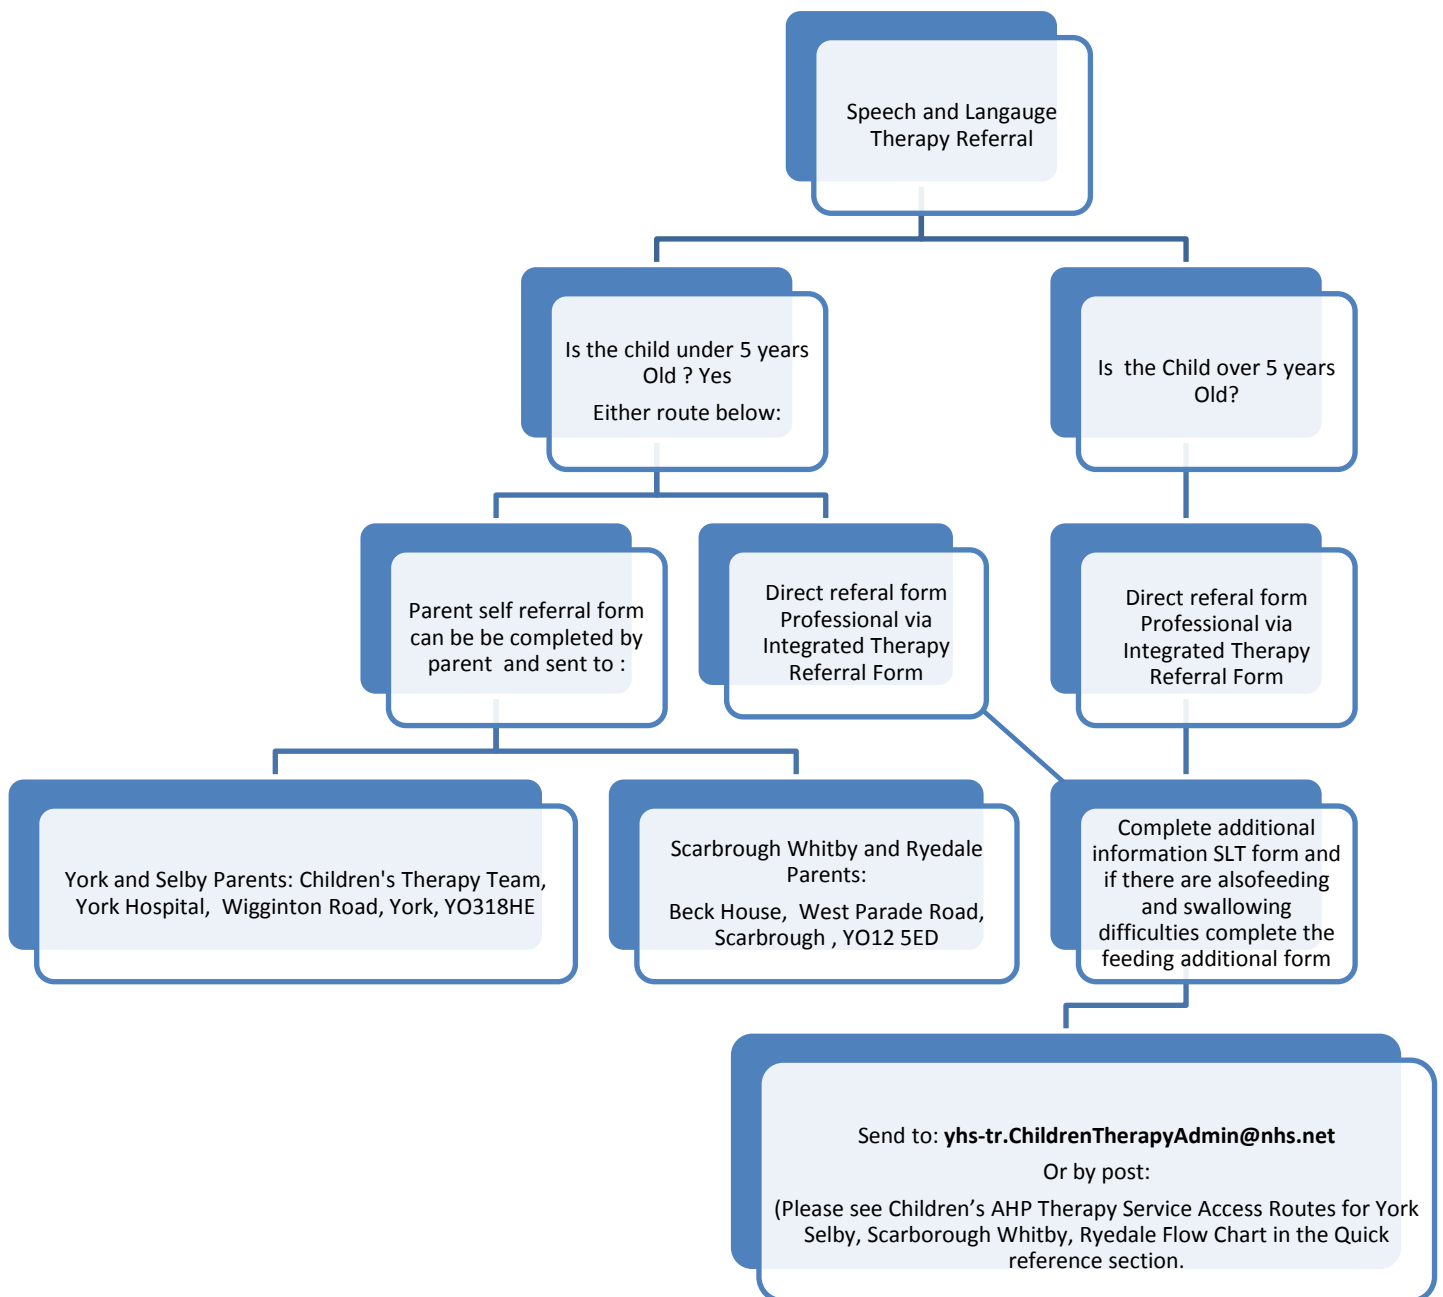 Speech and Langauge
Therapy Referral
Is the child under 5 years
Old ? Yes
Either route below:
Is  the Child over 5 years
Old?
Parent self referral form
can be be completed by
parent  and sent to :
Direct referal form
Professional via
Integrated Therapy
Referral Form
Direct referal form
Professional via
Integrated Therapy
Referral Form
York and Selby Parents: Children's Therapy Team,
York Hospital,  Wigginton Road, York, YO318HE
Scarbrough Whitby and Ryedale
Parents:
Beck House,  West Parade Road,
Scarbrough , YO12 5ED
Complete additional
information SLT form and
if there are alsofeeding
and swallowing
difficulties complete the
feeding additional form
Send to: yhs-tr.ChildrenTherapyAdmin@nhs.net
Or by post:
(Please see Children’s AHP Therapy Service Access Routes for York
Selby, Scarborough Whitby, Ryedale Flow Chart in the Quick
reference section.